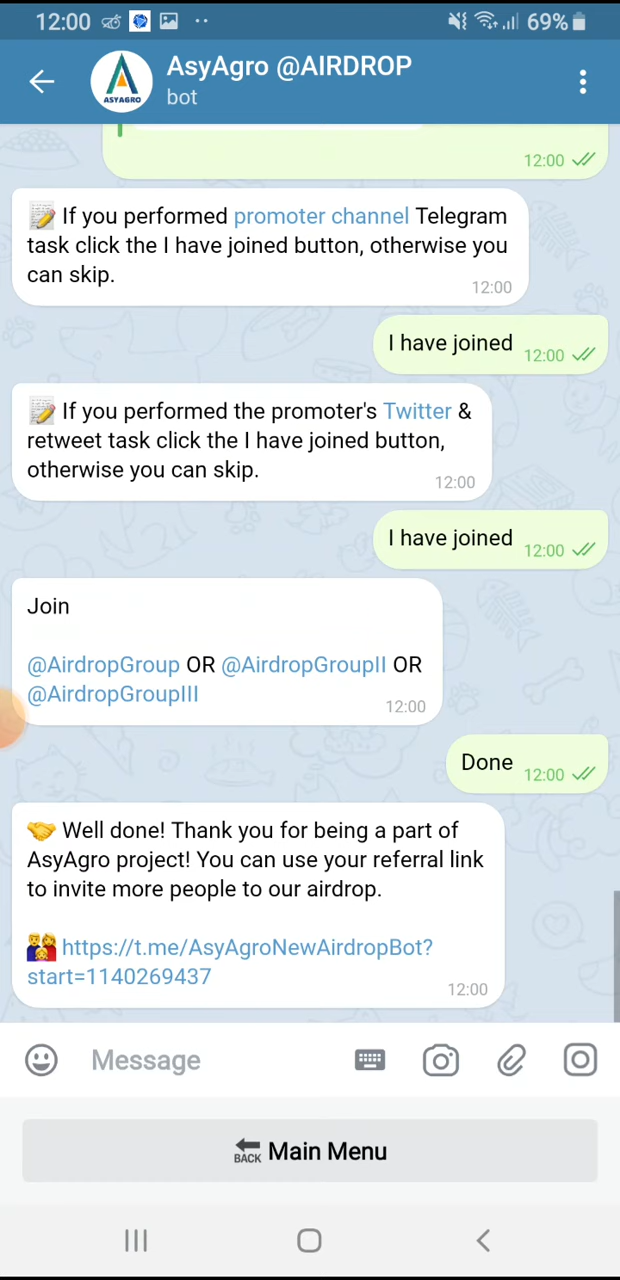 12:00
69%
AsyAgro @AIRDROP
bot
ASYAGRO
12:00
If you performed promoter channel Telegram
task click the I have joined button, otherwise you
can skip.
12:00
I have joined
12:00
If you performed the promoter's Twitter &
retweet task click the I have joined button,
otherwise you can skip.
12:00
I have joined
12:00
Join
@AirdropGroup OR @AirdropGroupII OR
@AirdropGroupIII
12:00
Done
12:00
Well done! Thank you for being a part of
AsyAgro project! You can use your referral link
to invite more people to our airdrop.
https://t.me/AsyAgroNewAirdropBot?
start=1140269437
12:00
Message
BACK Main Menu